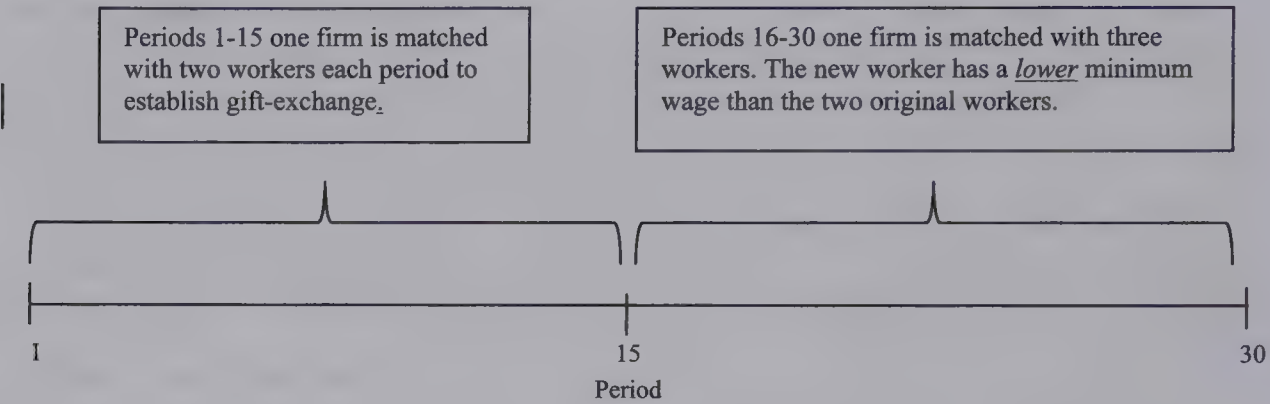 Periods 1-15 one firm is matched
with two workers each period to
establish gift-exchange.
Periods 16-30 one firm is matched with three
workers. The new worker has a lower minimum
wage than the two original workers.
1
15
30
Period